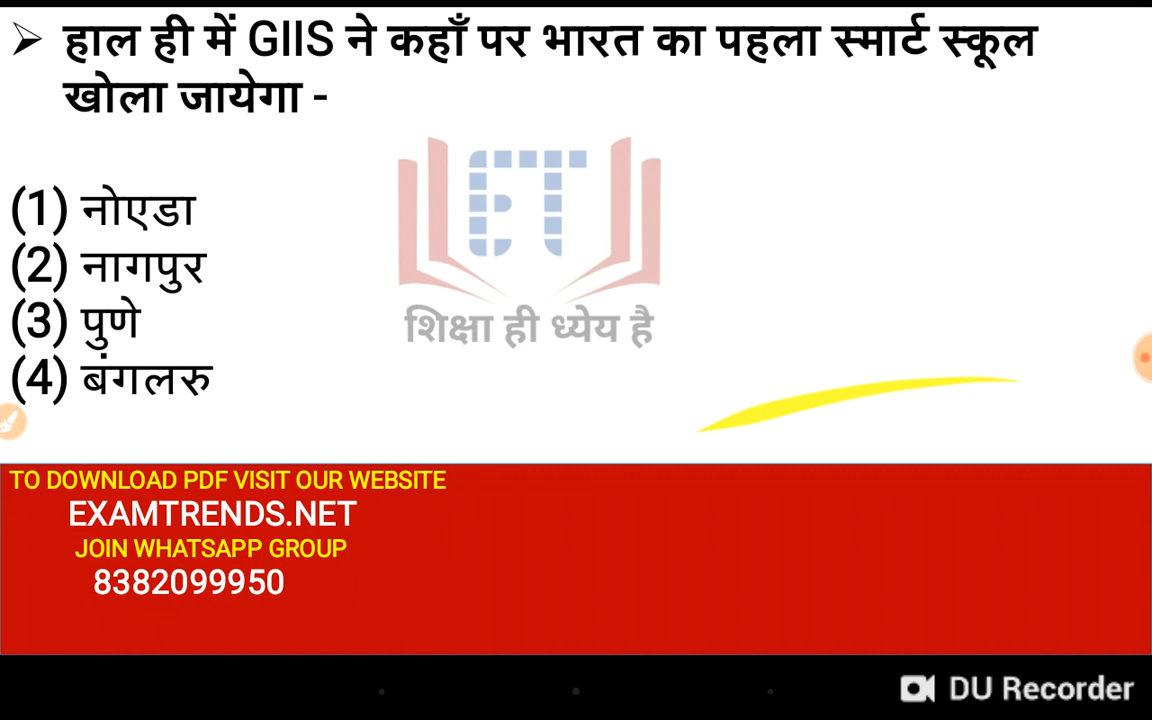 ➢ हाल ही में GIIS ने कहाँ पर भारत का पहला स्मार्ट स्कूल
खोला जायेगा -
ET
शिक्षा ही ध्येय है
(1) नोएडा
(2) नागपुर
(3) पुणे
(4) बंगलरु
TO DOWNLOAD PDF VISIT OUR WEBSITE
EXAMTRENDS.NET
JOIN WHATSAPP GROUP
8382099950
DU Recorder